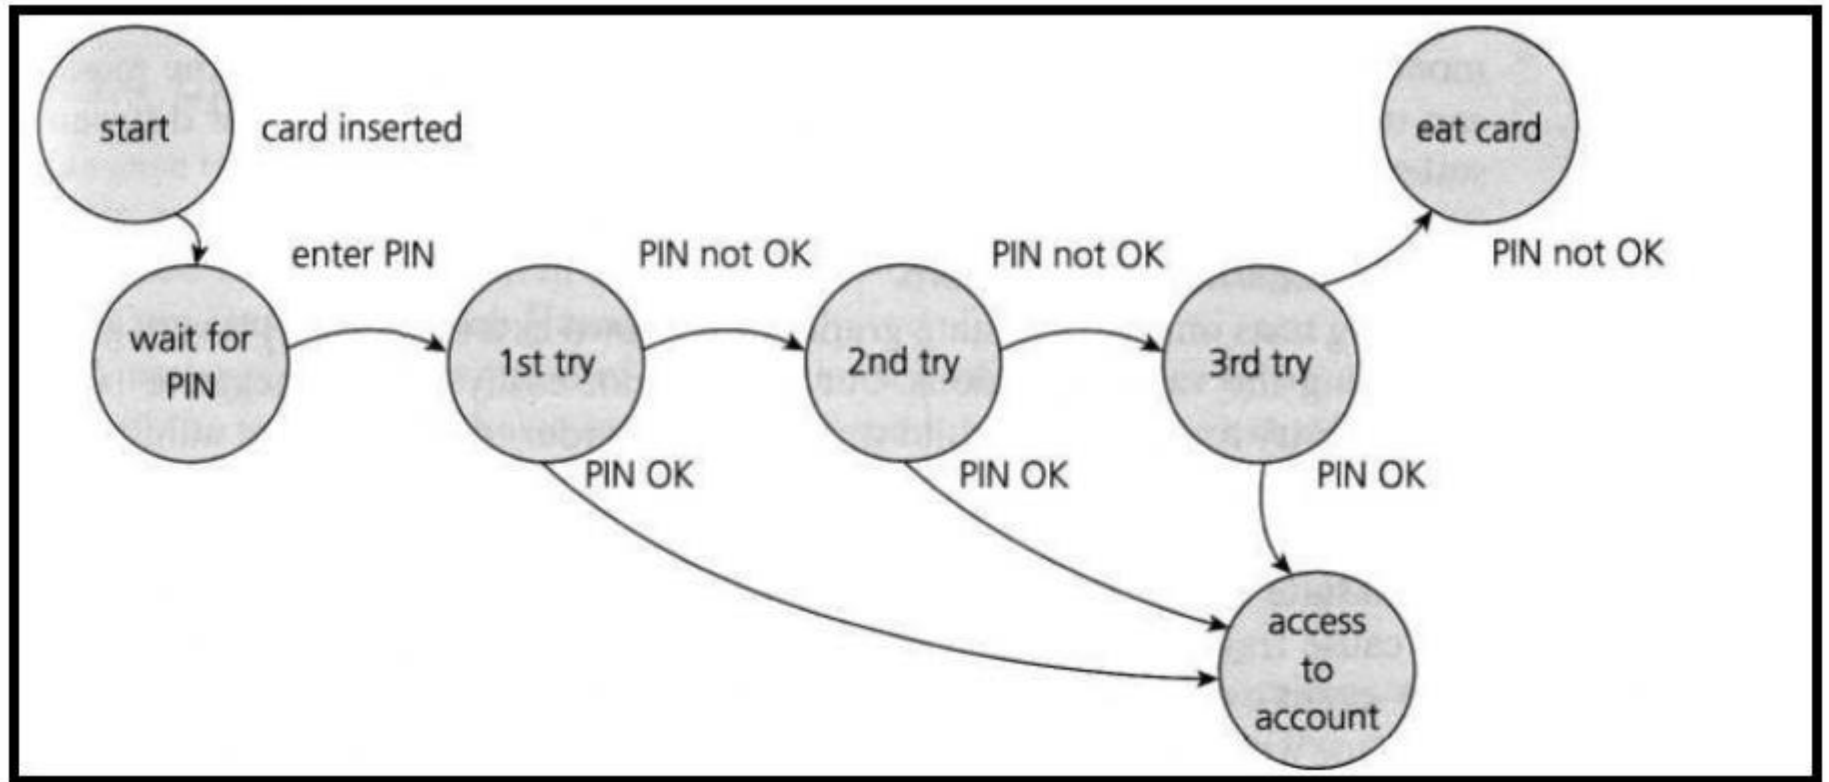 start
card inserted
eat card
enter PIN
PIN not OK
PIN not OK
PIN not OK
wait for
PIN
1st try
2nd try
3rd try
PIN OK
PIN OK
PIN OK
access
to
account